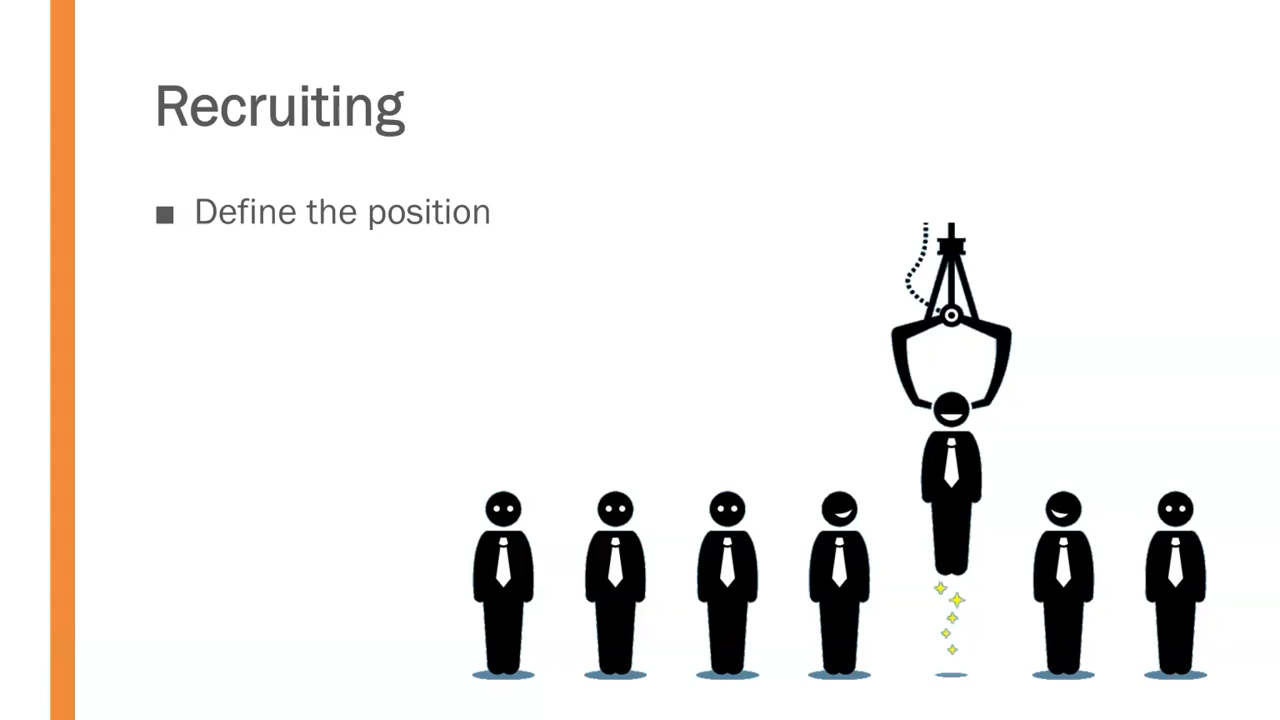 Recruiting
▪ Define the position